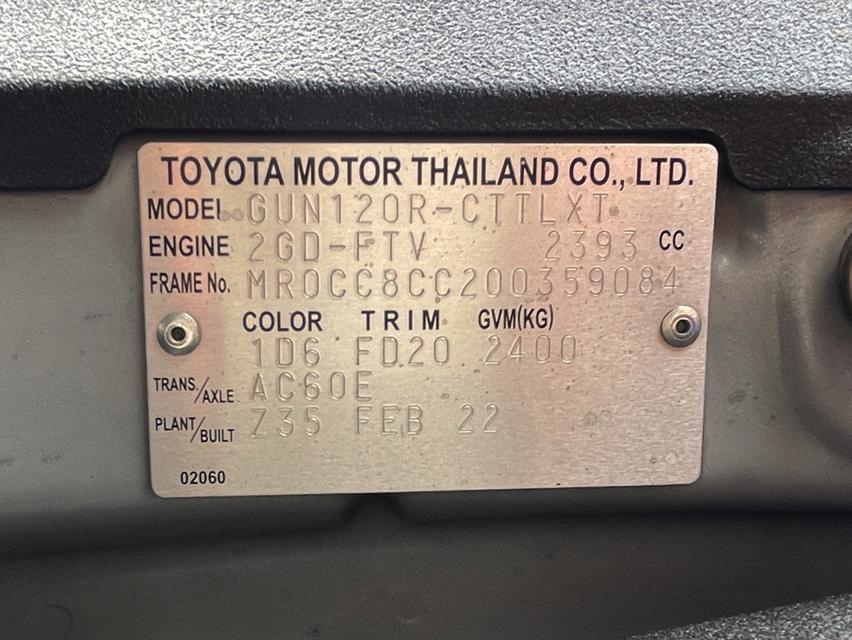 TOYOTA MOTOR THAILAND CO., LTD.
MODEL GUN120R-CTTLXT
ENGINE 2GD-FTV 2393 CC
FRAME No. MR0CC8CC200359084
COLOR TRIM GVM(KG)
1D6 FD20 2400
TRANS./AXLE AC60E
PLANT/BUILT Z35 FEB 22
02060